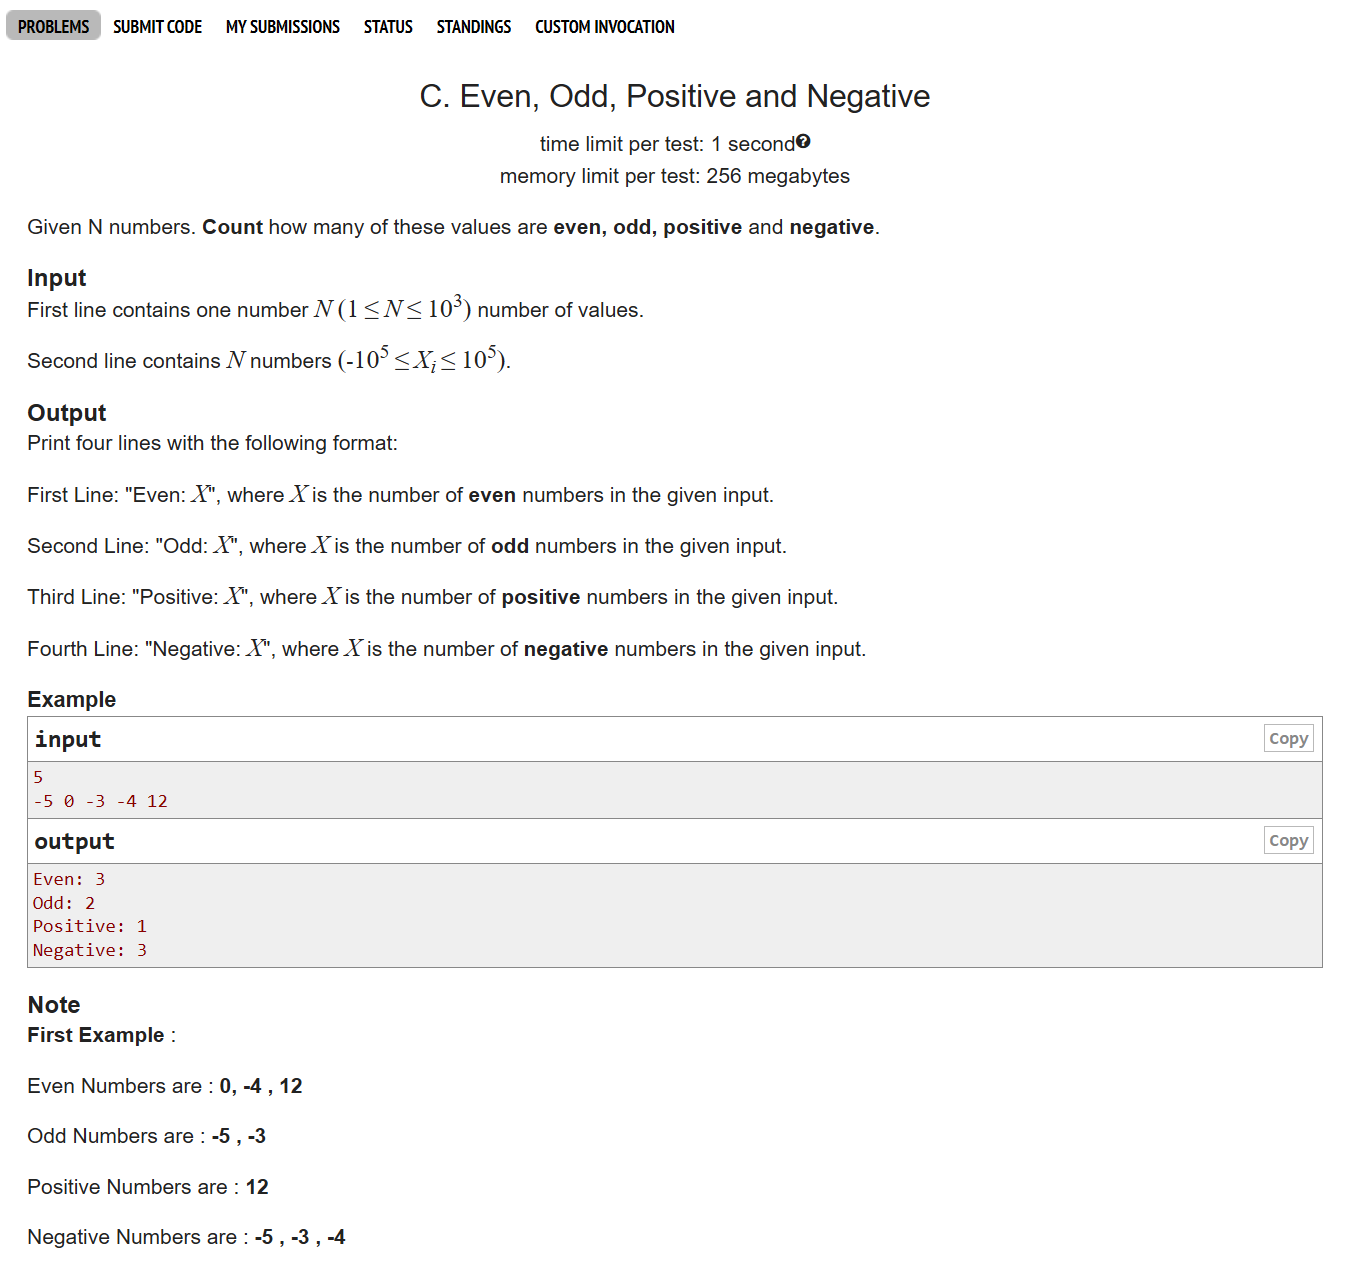 PROBLEMS SUBMIT CODE MY SUBMISSIONS STATUS STANDINGS CUSTOM INVOCATION
C. Even, Odd, Positive and Negative
time limit per test: 1 second?
memory limit per test: 256 megabytes
Given N numbers. Count how many of these values are even, odd, positive and negative.
Input
First line contains one number N (1 ≤ N ≤ 10^3) number of values.
Second line contains N numbers (-10^5 ≤ X_i ≤ 10^5).
Output
Print four lines with the following format:
First Line: "Even: X", where X is the number of even numbers in the given input.
Second Line: "Odd: X", where X is the number of odd numbers in the given input.
Third Line: "Positive: X", where X is the number of positive numbers in the given input.
Fourth Line: "Negative: X", where X is the number of negative numbers in the given input.
Example
input Copy
5
-5 0 -3 -4 12
output Copy
Even: 3
Odd: 2
Positive: 1
Negative: 3
Note
First Example :
Even Numbers are : 0, -4 , 12
Odd Numbers are : -5 , -3
Positive Numbers are : 12
Negative Numbers are : -5 , -3 , -4